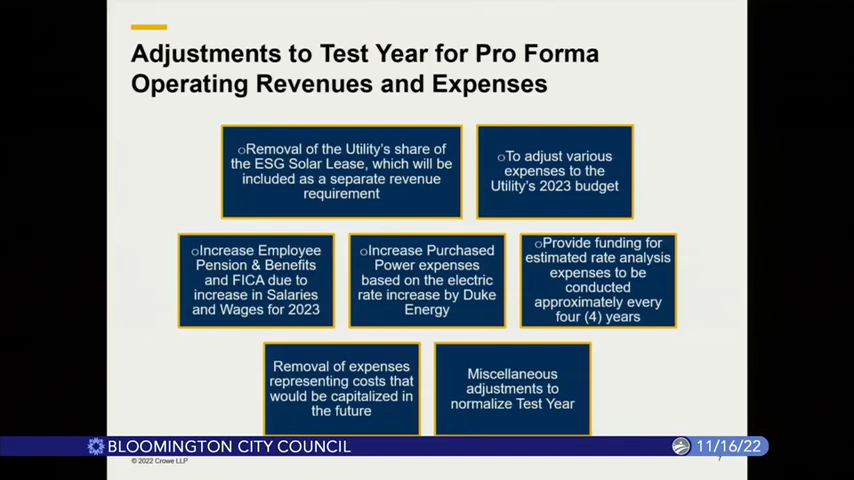 Adjustments to Test Year for Pro Forma
Operating Revenues and Expenses
oRemoval of the Utility's share of
the ESG Solar Lease, which will be
included as a separate revenue
requirement
oTo adjust various
expenses to the
Utility's 2023 budget
oIncrease Employee
Pension & Benefits
and FICA due to
increase in Salaries
and Wages for 2023
oIncrease Purchased
Power expenses
based on the electric
rate increase by Duke
Energy
oProvide funding for
estimated rate analysis
expenses to be
conducted
approximately every
four (4) years
Removal of expenses
representing costs that
would be capitalized in
the future
Miscellaneous
adjustments to
normalize Test Year
BLOOMINGTON CITY COUNCIL
11/16/22
© 2022 Crowe LLP